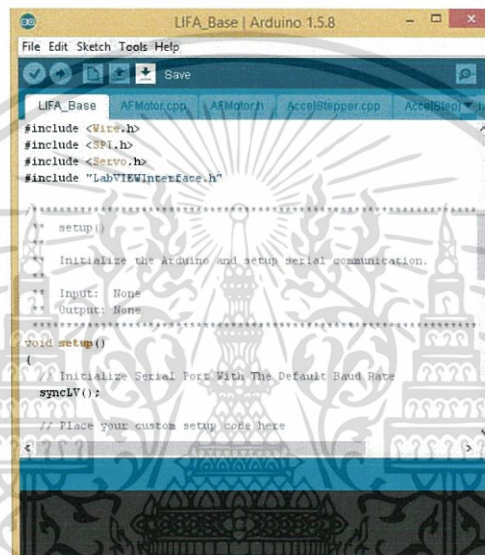 LIFA_Base | Arduino 1.5.8
File Edit Sketch Tools Help
Save
LIFA_Base AFMotor.cpp AFMotor.h AccelStepper.cpp AccelStep
#include <Wire.h>
#include <SPI.h>
#include <Servo.h>
#include "LabVIEWInterface.h"
** setup()
**
** Initialize the Arduino and setup serial communication.
**
** Input: None
** Output: None
void setup()
{
// Initialize Serial Port With The Default Baud Rate
syncLV();
// Place your custom setup code here